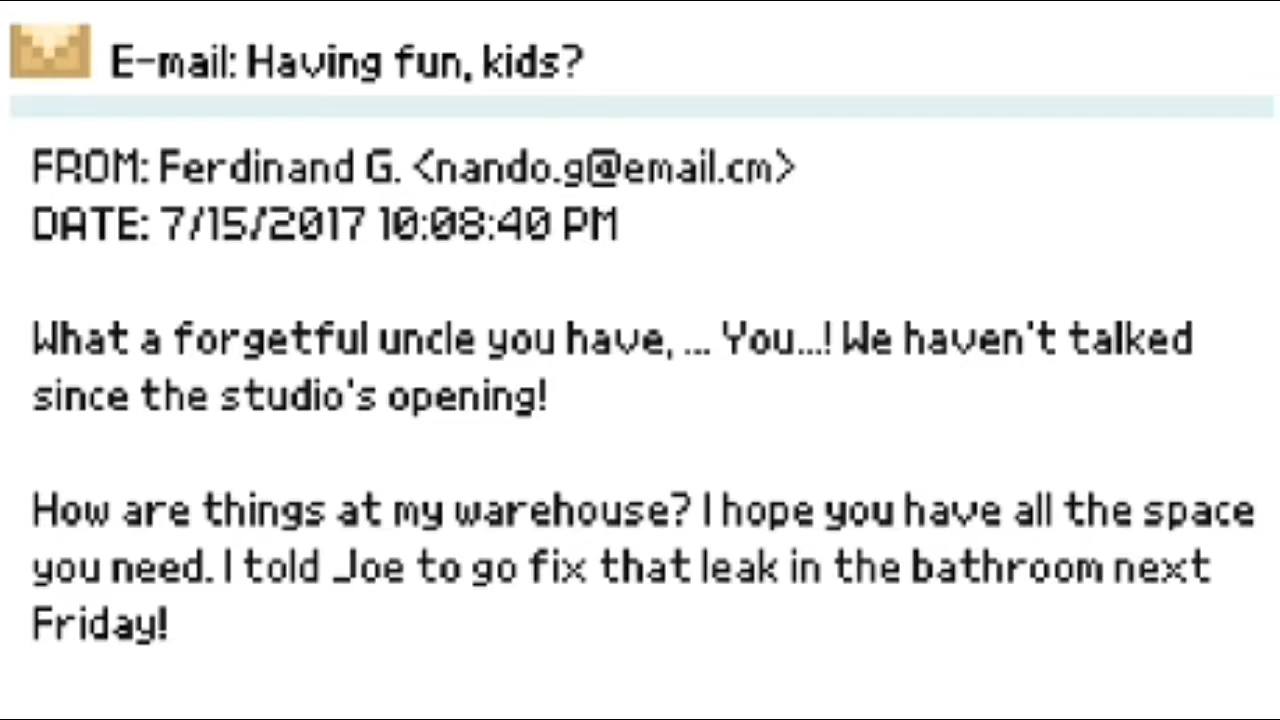 E-mail: Having fun, kids?
FROM: Ferdinand G. <nando.g@email.cm>
DATE: 7/15/2017 10:08:40 PM
What a forgetful uncle you have, ... You...! We haven't talked
since the studio's opening!
How are things at my warehouse? I hope you have all the space
you need. I told Joe to go fix that leak in the bathroom next
Friday!